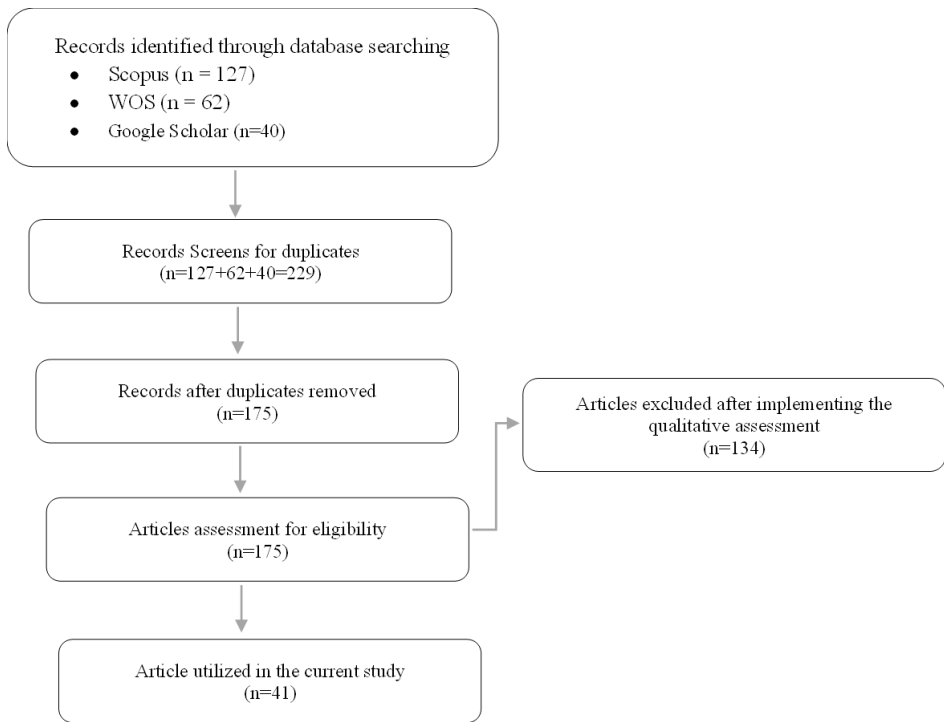 Records identified through database searching
● Scopus (n = 127)
● WOS (n = 62)
● Google Scholar (n=40)
Records Screens for duplicates
(n=127+62+40=229)
Records after duplicates removed
(n=175)
Articles excluded after implementing the
qualitative assessment
(n=134)
Articles assessment for eligibility
(n=175)
Article utilized in the current study
(n=41)